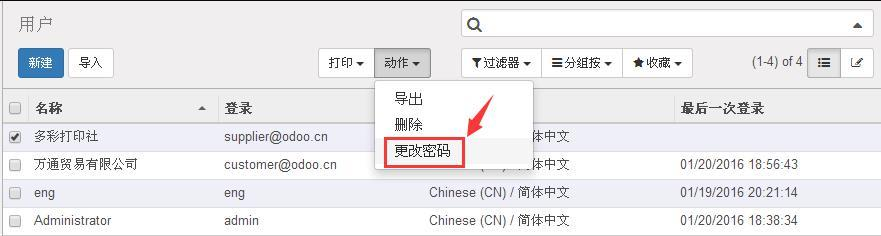 用户
新建 导入 打印 动作 过滤器 分组按 收藏 (1-4) of 4
导出
删除
更改密码
名称 登录 最后一次登录
多彩打印社 supplier@odoo.cn 简体中文
万通贸易有限公司 customer@odoo.cn 简体中文 01/20/2016 18:56:43
eng eng Chinese (CN) / 简体中文 01/19/2016 20:21:14
Administrator admin Chinese (CN) / 简体中文 01/20/2016 18:38:34